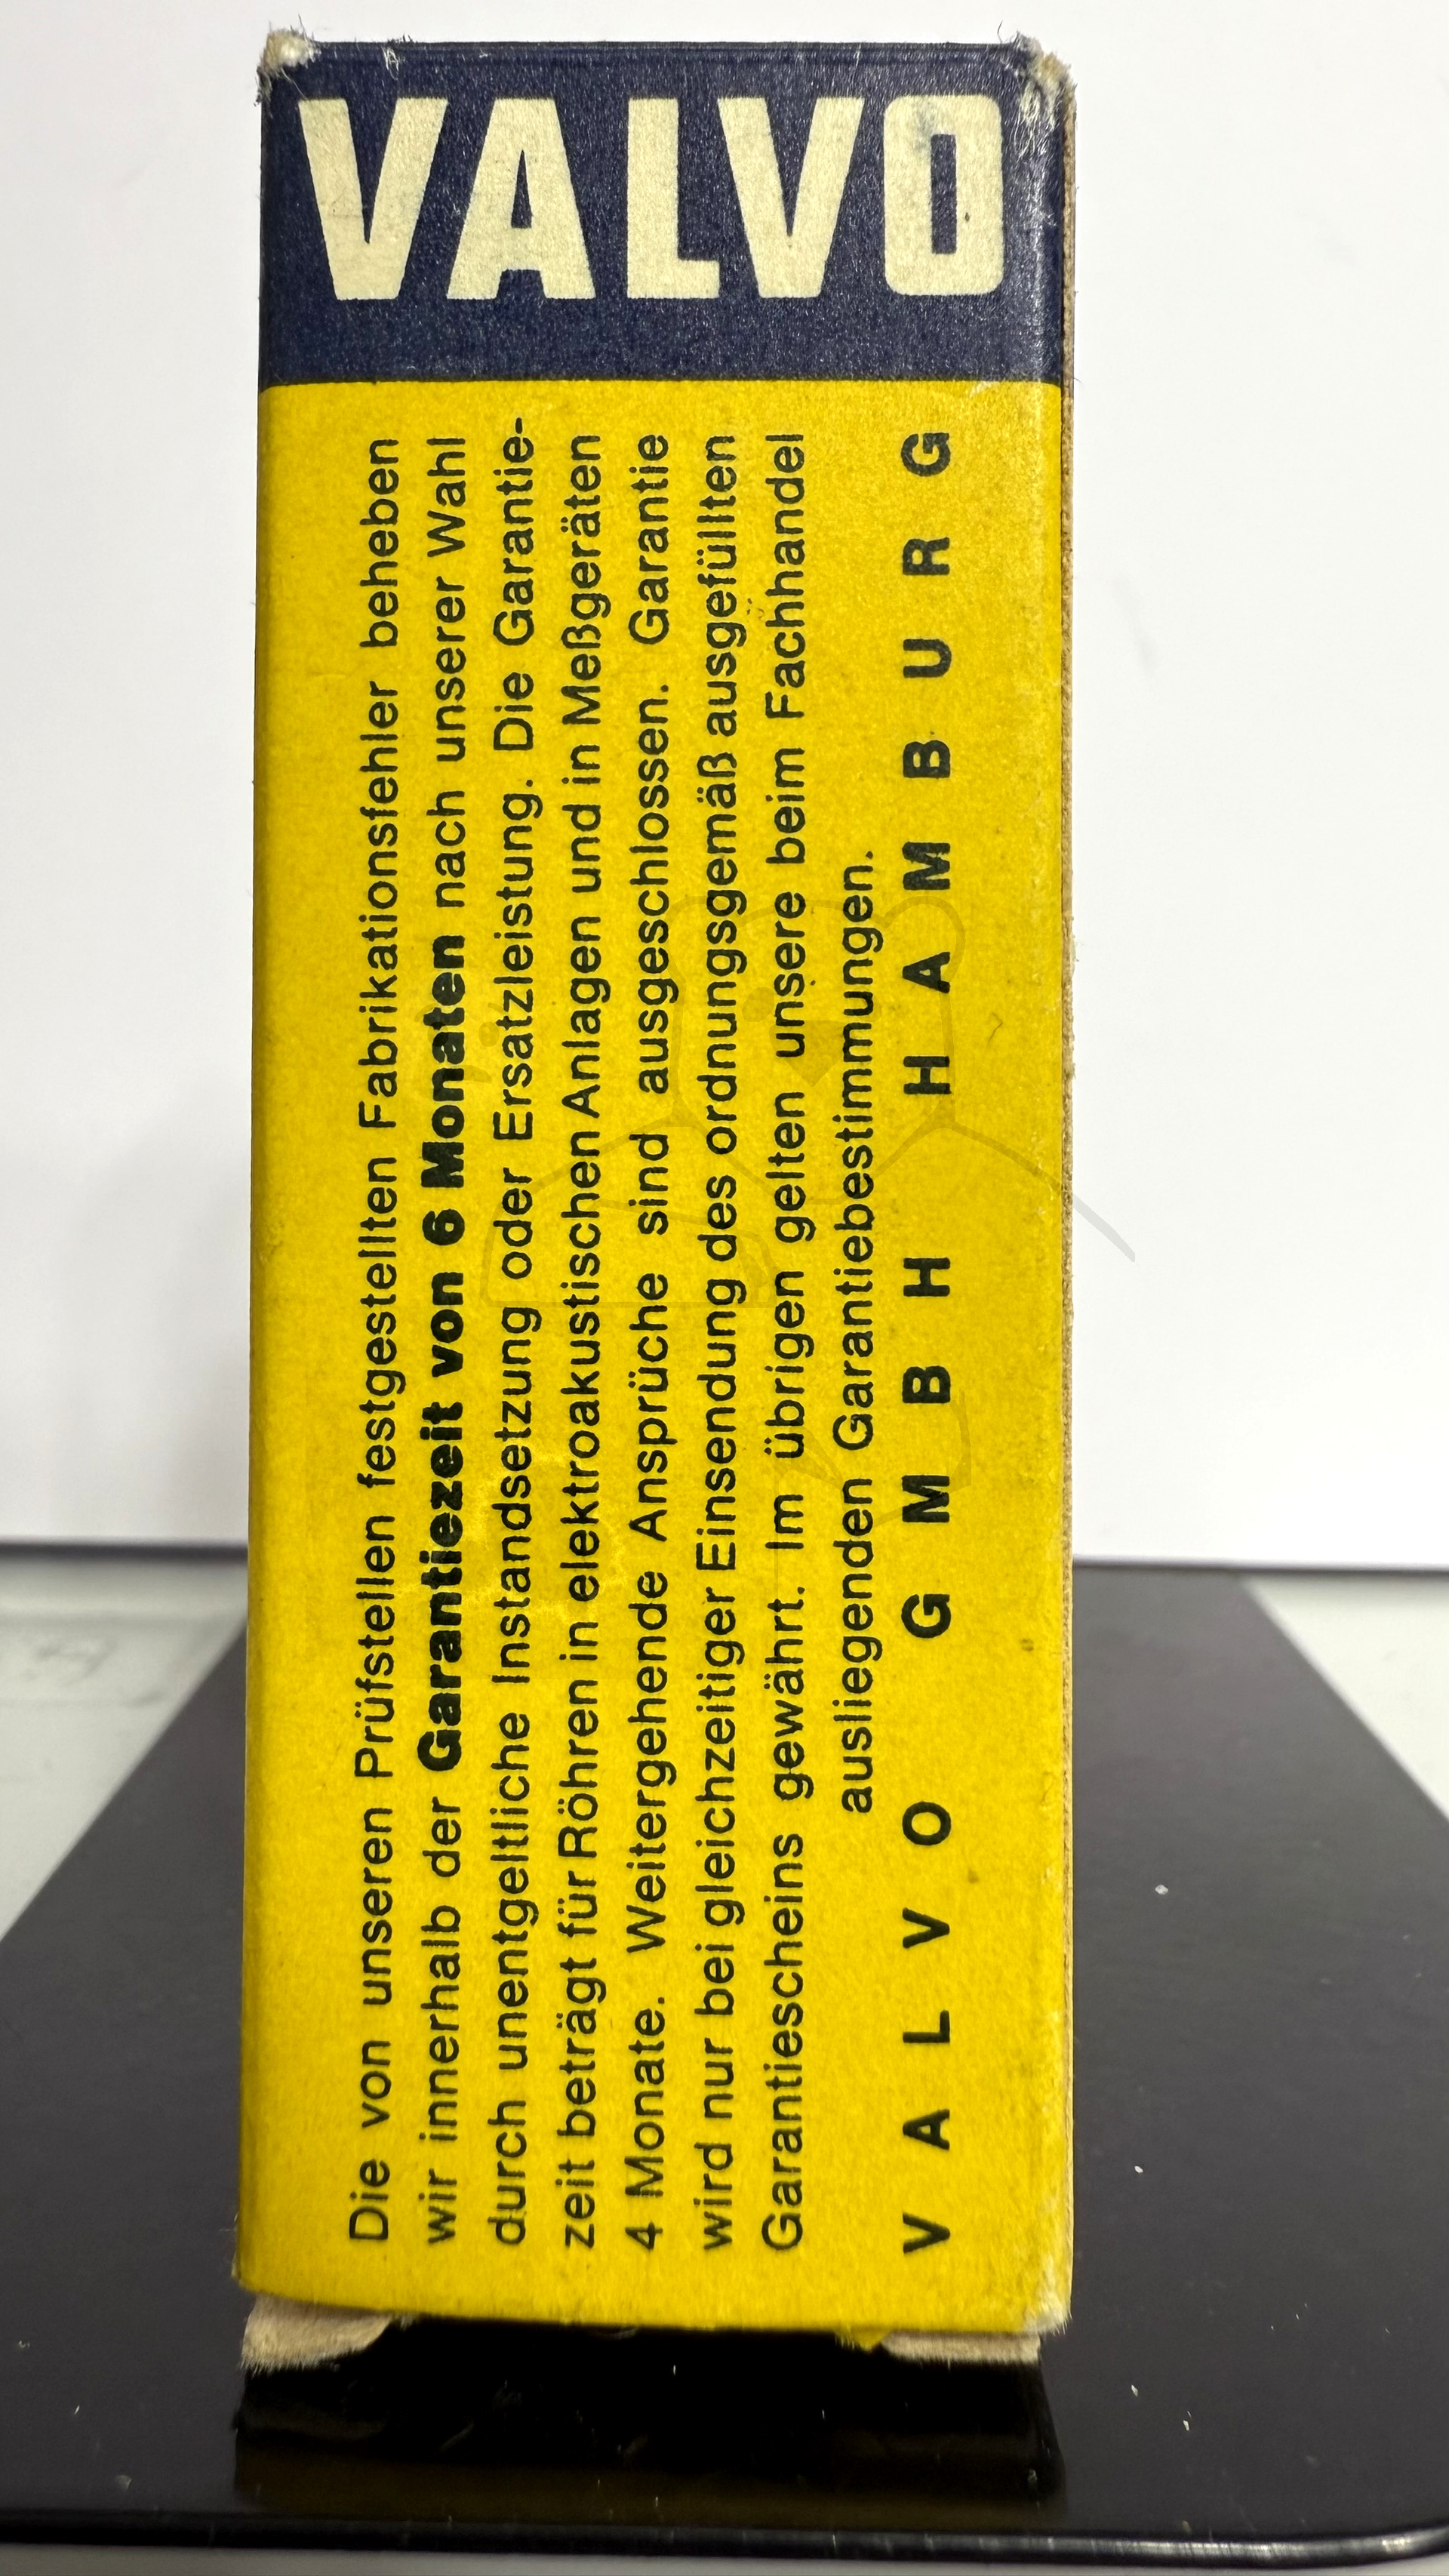 VALVO
Die von unseren Prüfstellen festgestellten Fabrikationsfehler beheben
wir innerhalb der Garantiezeit von 6 Monaten nach unserer Wahl
durch unentgeltliche Instandsetzung oder Ersatzleistung. Die Garantie-
zeit beträgt für Röhren in elektroakustischen Anlagen und in Meßgeräten
4 Monate. Weitergehende Ansprüche sind ausgeschlossen. Garantie
wird nur bei gleichzeitiger Einsendung des ordnungsgemäß ausgefüllten
Garantiescheins gewährt. Im übrigen gelten unsere beim Fachhandel
ausliegenden Garantiebestimmungen.
VALVO GMBH HAMBURG